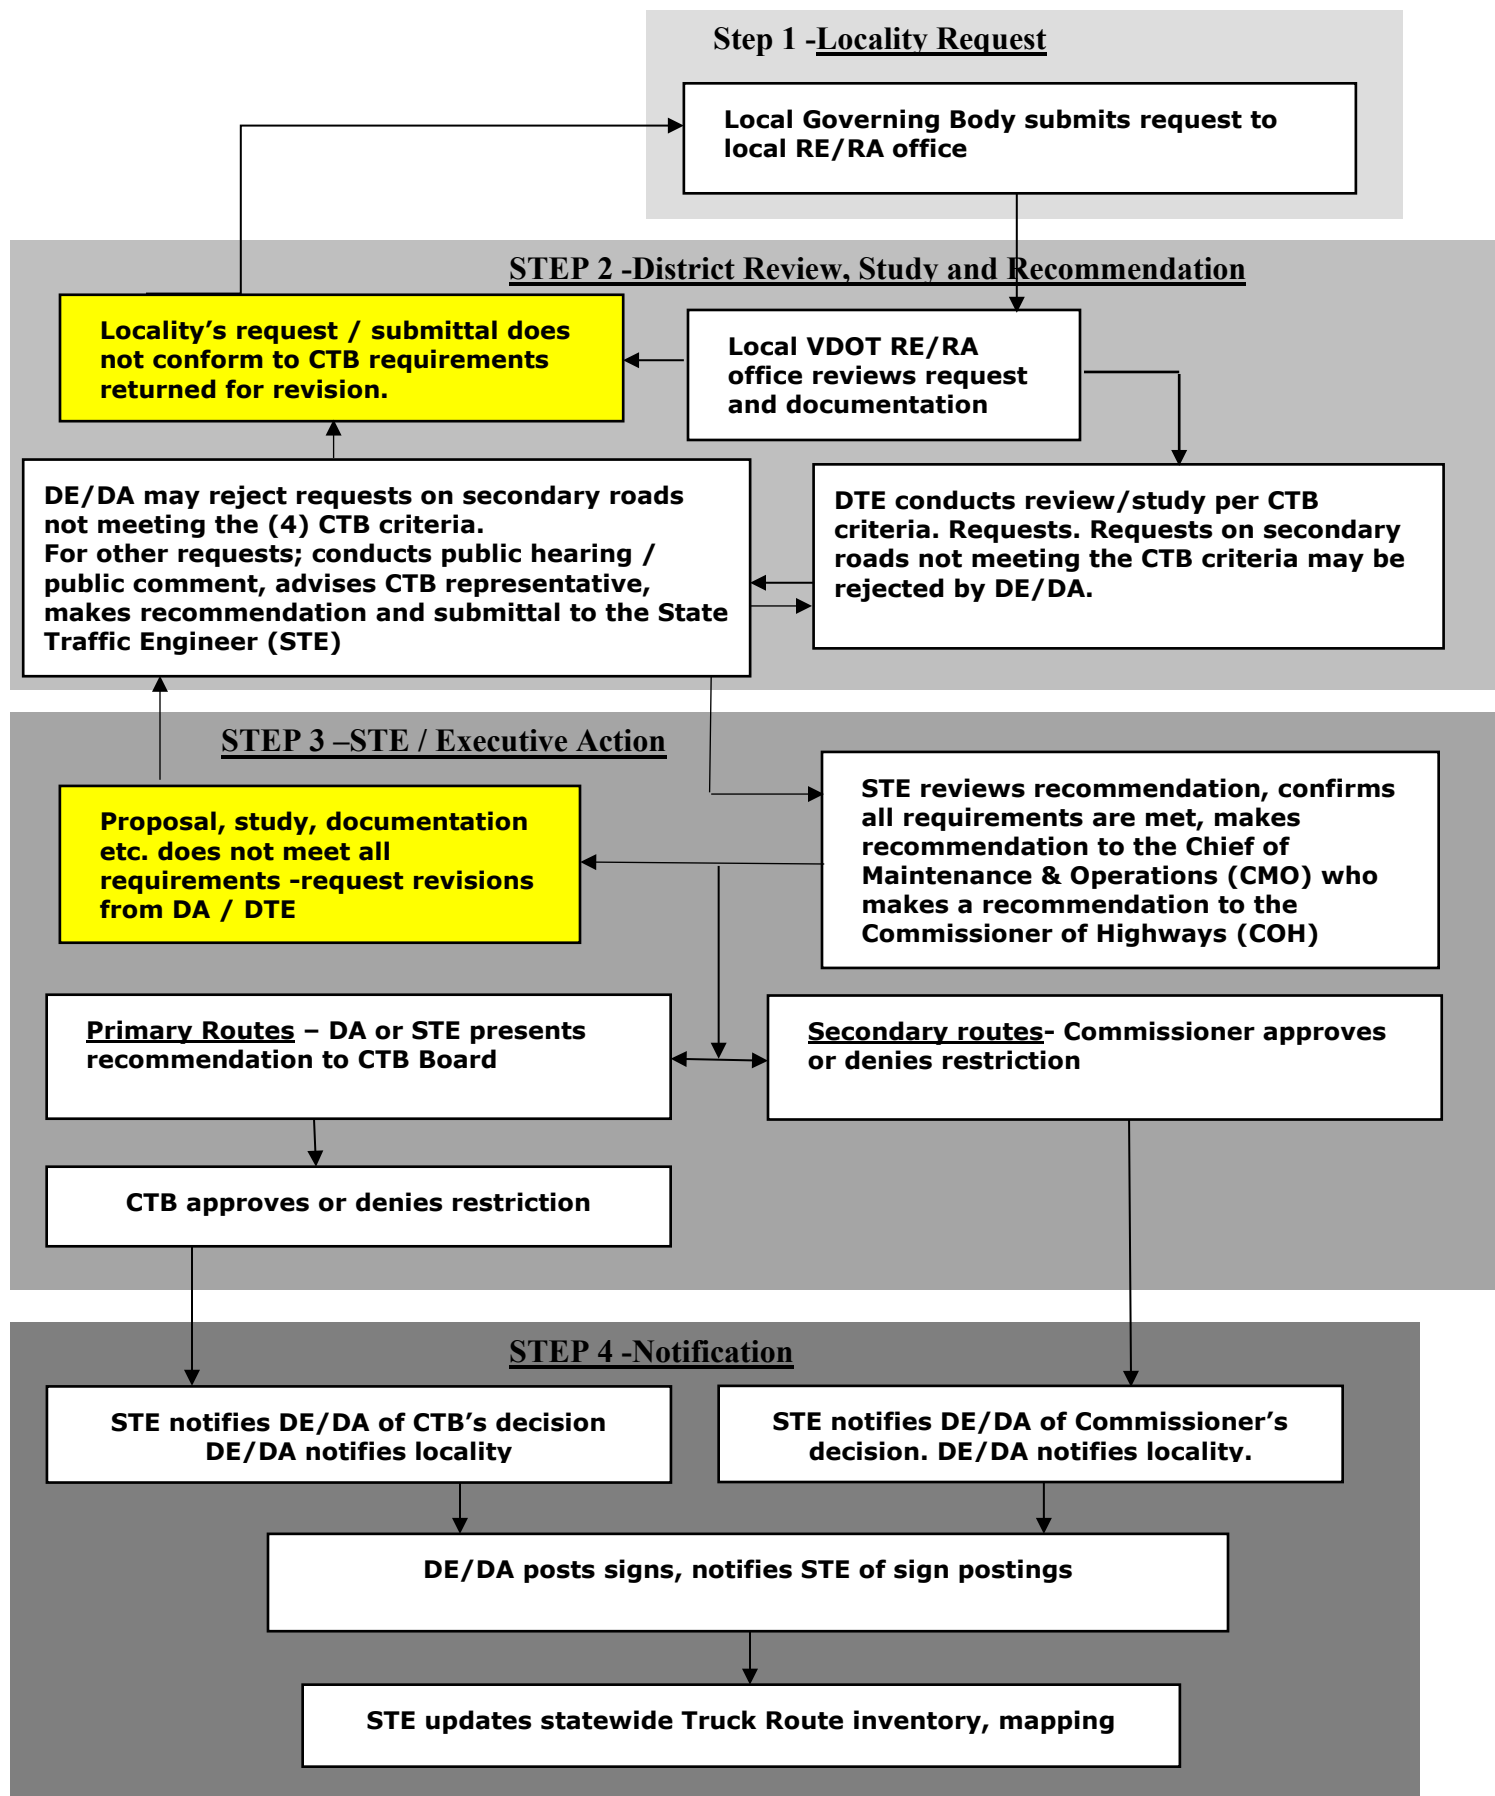 Step 1 -Locality Request
Local Governing Body submits request to
local RE/RA office
STEP 2 -District Review, Study and Recommendation
Locality’s request / submittal does
not conform to CTB requirements
returned for revision.
Local VDOT RE/RA
office reviews request
and documentation
DE/DA may reject requests on secondary roads
not meeting the (4) CTB criteria.
For other requests; conducts public hearing /
public comment, advises CTB representative,
makes recommendation and submittal to the State
Traffic Engineer (STE)
DTE conducts review/study per CTB
criteria. Requests. Requests on secondary
roads not meeting the CTB criteria may be
rejected by DE/DA.
STEP 3 –STE / Executive Action
Proposal, study, documentation
etc. does not meet all
requirements -request revisions
from DA / DTE
STE reviews recommendation, confirms
all requirements are met, makes
recommendation to the Chief of
Maintenance & Operations (CMO) who
makes a recommendation to the
Commissioner of Highways (COH)
Primary Routes – DA or STE presents
recommendation to CTB Board
Secondary routes- Commissioner approves
or denies restriction
CTB approves or denies restriction
STEP 4 -Notification
STE notifies DE/DA of CTB’s decision
DE/DA notifies locality
STE notifies DE/DA of Commissioner’s
decision. DE/DA notifies locality.
DE/DA posts signs, notifies STE of sign postings
STE updates statewide Truck Route inventory, mapping